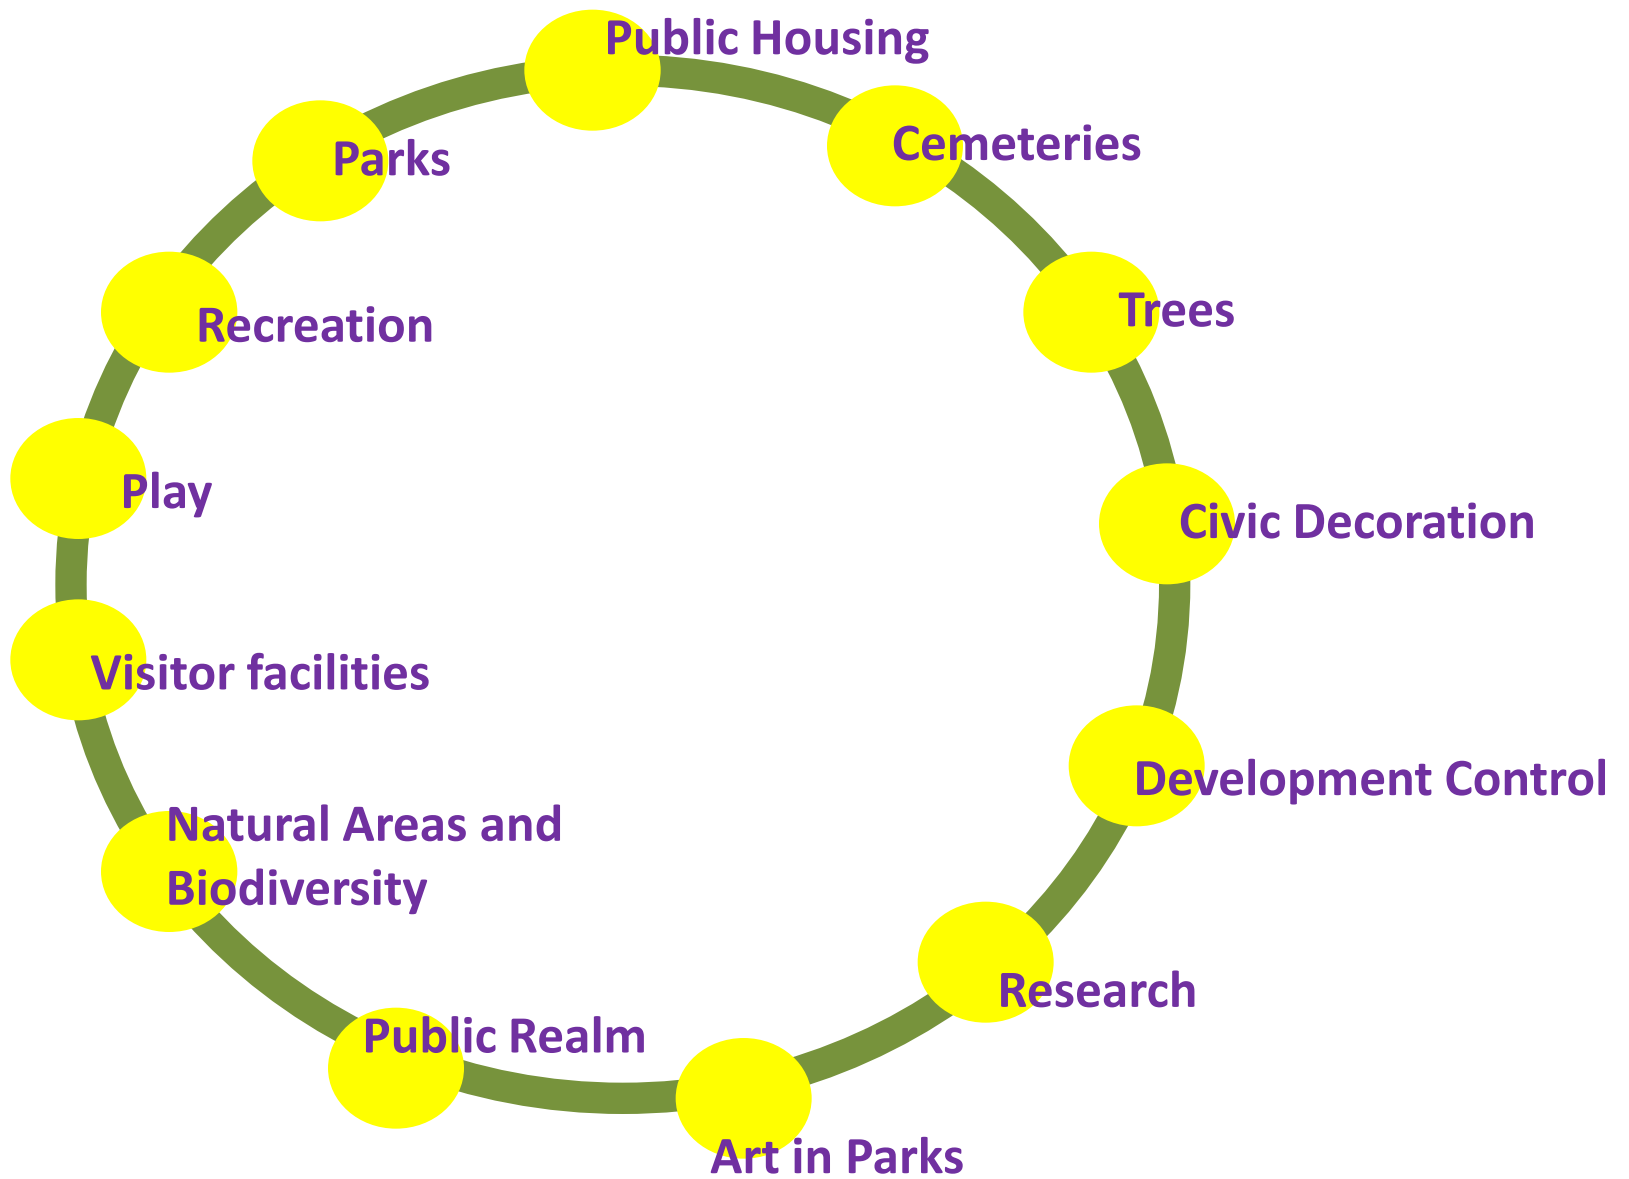 Public Housing
Cemeteries
Parks
Trees
Recreation
Play
Civic Decoration
Visitor facilities
Development Control
Natural Areas and
Biodiversity
Research
Public Realm
Art in Parks